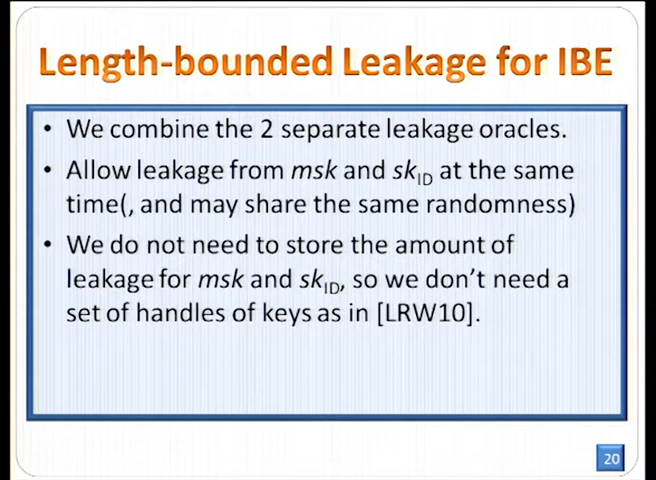 Length-bounded Leakage for IBE
• We combine the 2 separate leakage oracles.
• Allow leakage from msk and skID at the same
time(, and may share the same randomness)
• We do not need to store the amount of
leakage for msk and skID, so we don't need a
set of handles of keys as in [LRW10].
20